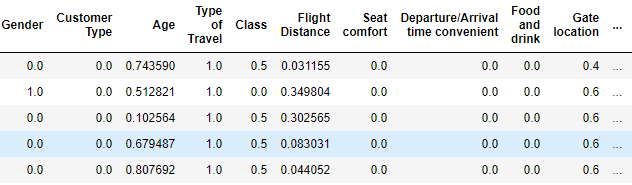 Gender Customer Type Age Type of Travel Class Flight Distance Seat comfort Departure/Arrival time convenient Food and drink Gate location ...
0.0 0.0 0.743590 1.0 0.5 0.031155 0.0 0.0 0.0 0.4 ...
1.0 0.0 0.512821 1.0 0.0 0.349804 0.0 0.0 0.0 0.6 ...
0.0 0.0 0.102564 1.0 0.5 0.302565 0.0 0.0 0.0 0.6 ...
0.0 0.0 0.679487 1.0 0.5 0.083031 0.0 0.0 0.0 0.6 ...
0.0 0.0 0.807692 1.0 0.5 0.044052 0.0 0.0 0.0 0.6 ...